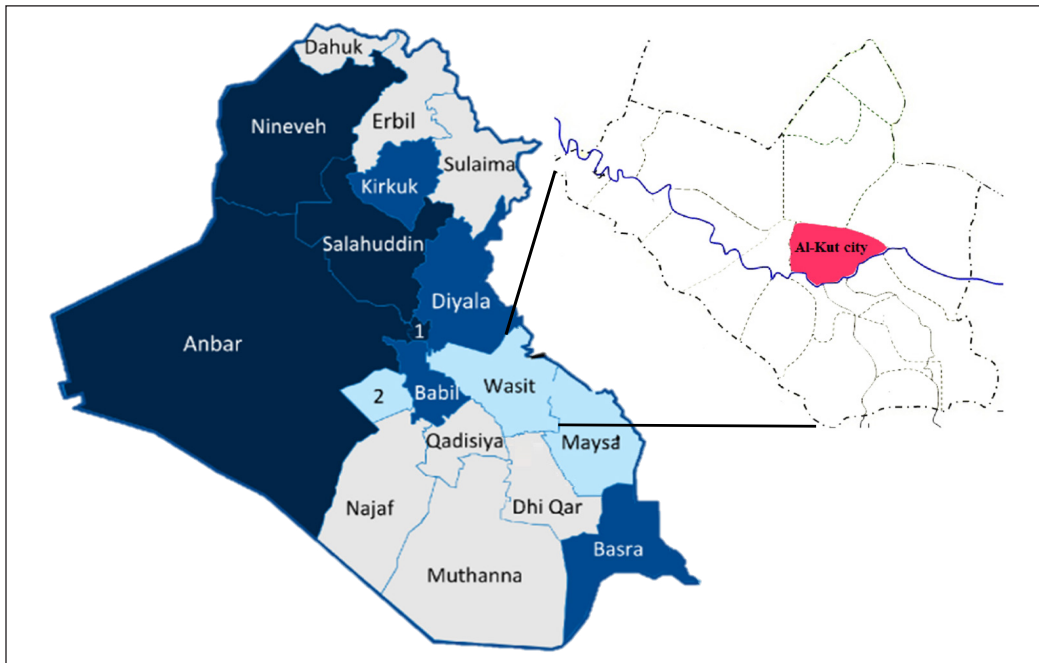 Dahuk
Nineveh
Erbil
Sulaima
Kirkuk
Al-Kut city
Salahuddin
Diyala
1
Anbar
Wasit
2
Babil
Qadisiya
Maysa
Najaf
Dhi Qar
Basra
Muthanna